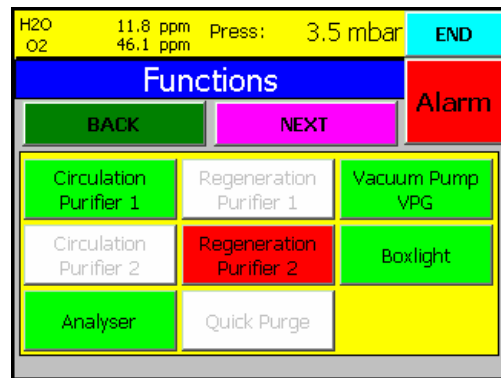 H2O 11.8 ppm Press: 3.5 mbar END
O2 46.1 ppm
Functions
Alarm
BACK NEXT
Circulation Regeneration Vacuum Pump
Purifier 1 Purifier 1 VPG
Circulation Regeneration Boxlight
Purifier 2 Purifier 2
Analyser Quick Purge